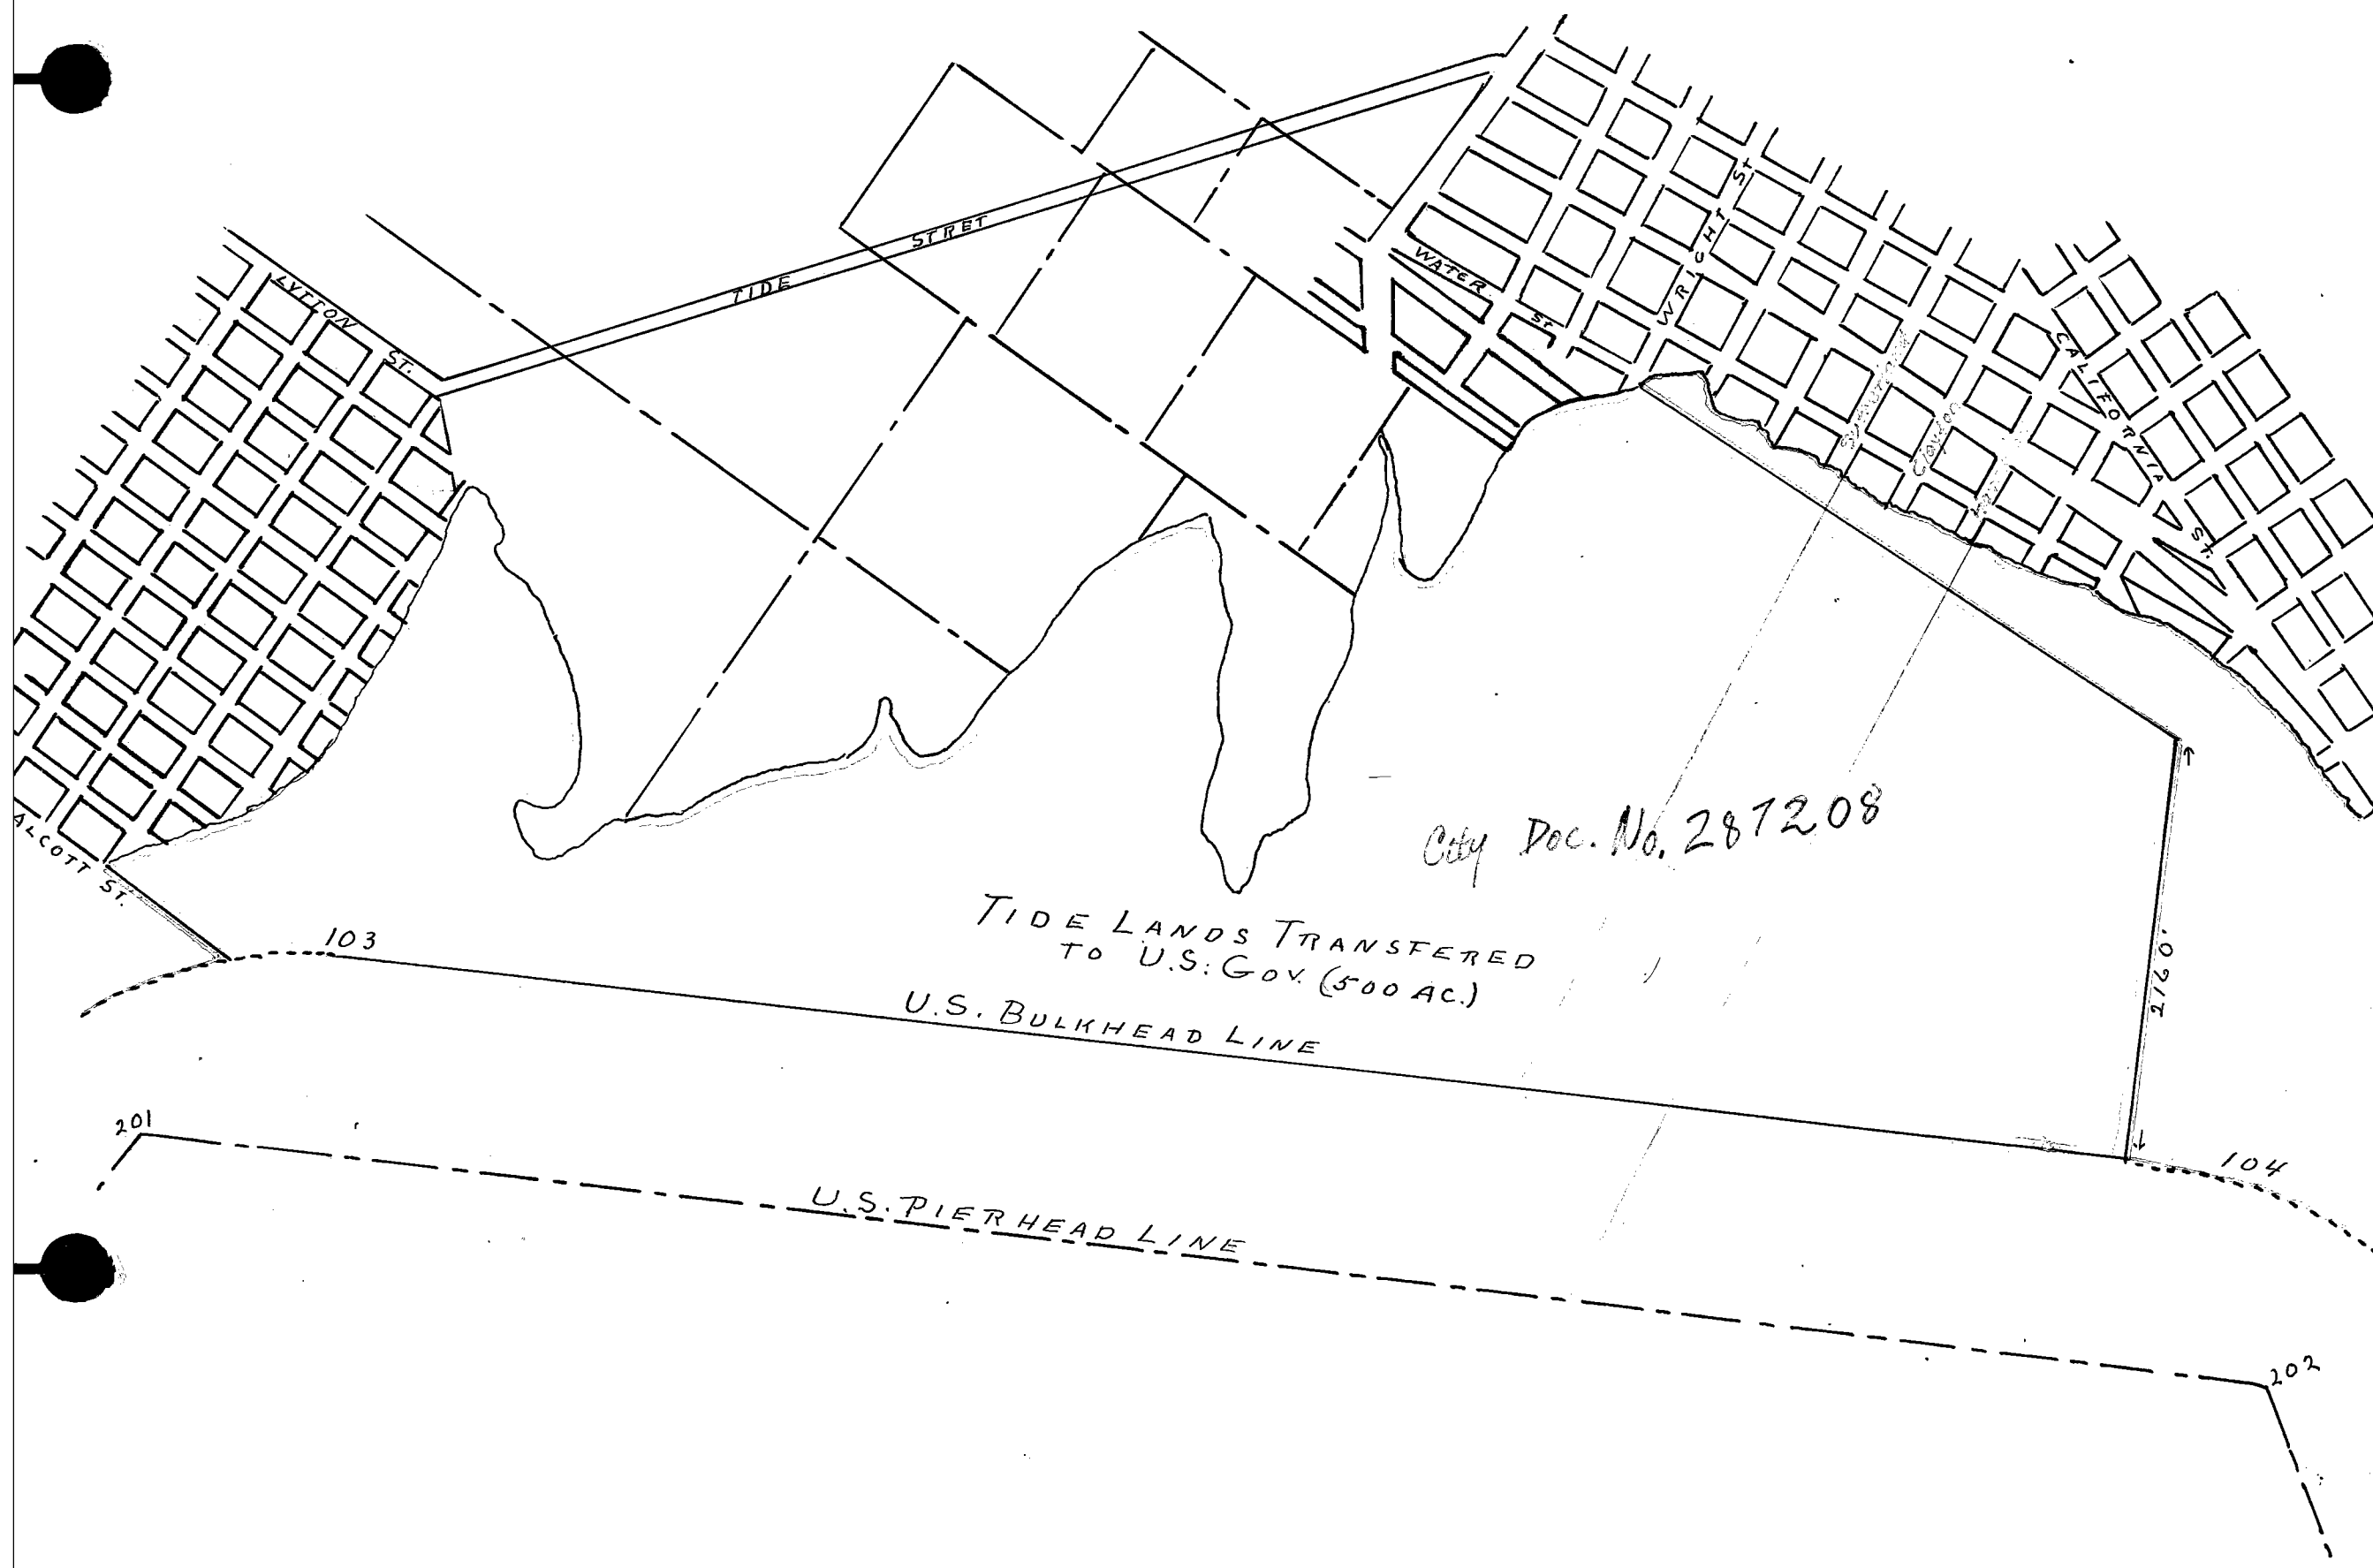 LYTTON ST.
TIDE STRET
WATER ST
WRIGHT ST
CALIFORNIA ST.
Clayton
ALCOTT ST.
City Doc. No. 287208
TIDE LANDS TRANSFERED
TO U.S. GOV. (500 AC.)
2160'
103
U.S. BULKHEAD LINE
104
201
U.S. PIERHEAD LINE
202